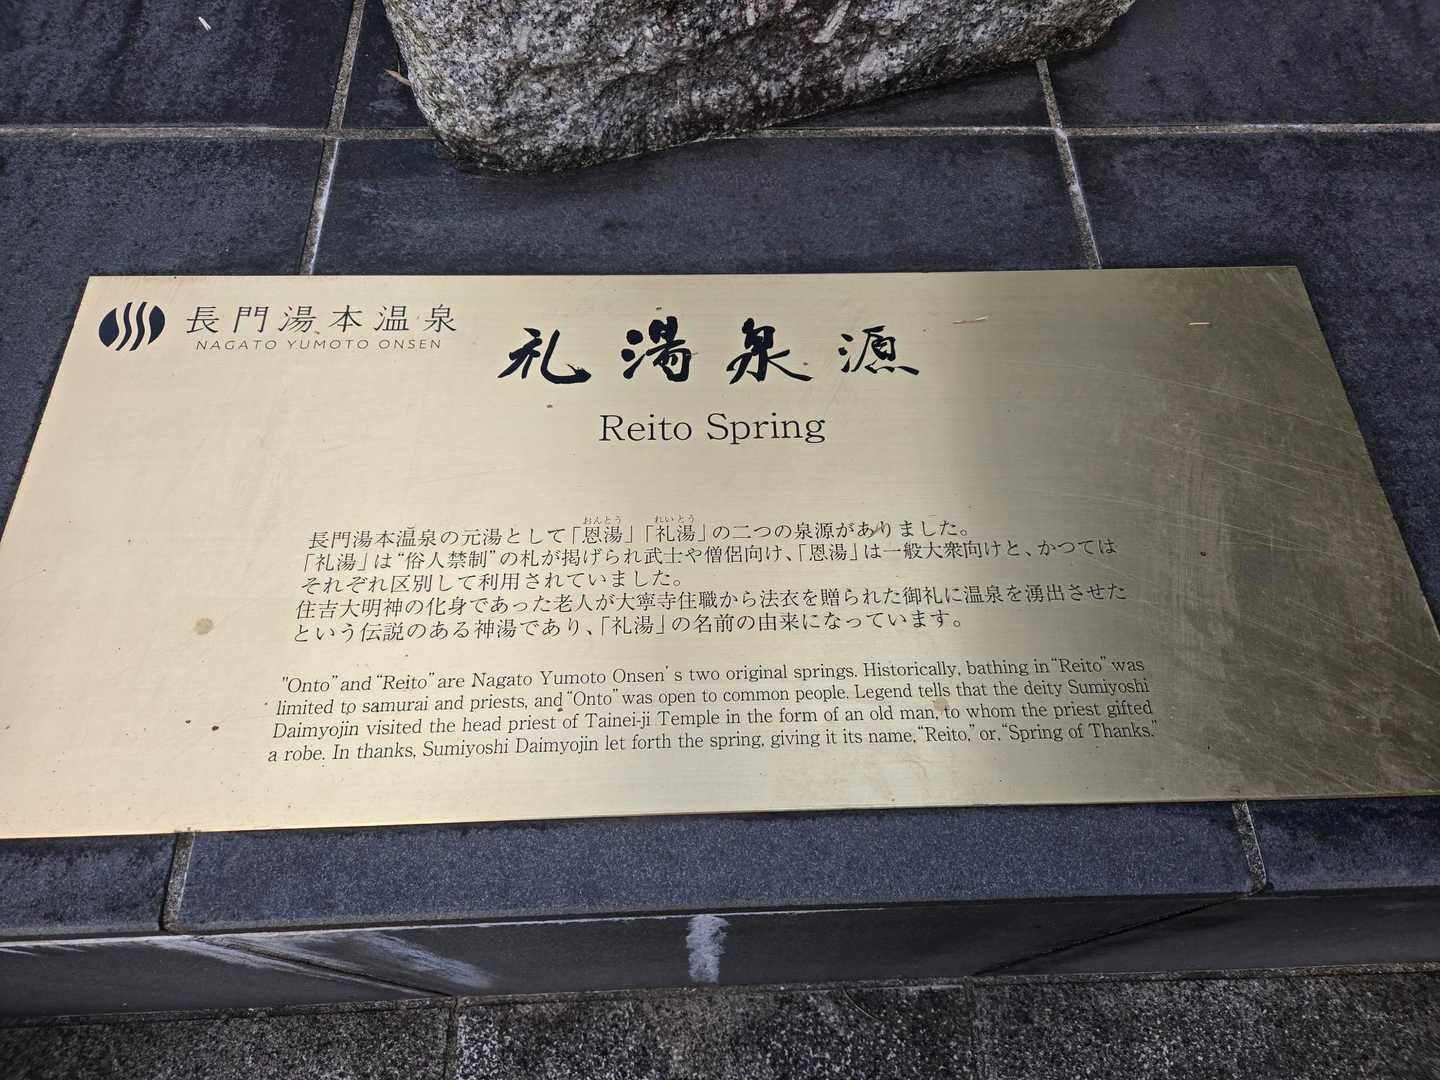 長門湯本温泉
NAGATO YUMOTO ONSEN
礼湯泉源
Reito Spring
おんとう れいとう
長門湯本温泉の元湯として「恩湯」「礼湯」の二つの泉源がありました。
「礼湯」は“俗人禁制”の札が掲げられ武士や僧侶向け、「恩湯」は一般大衆向けと、かつては
それぞれ区別して利用されていました。
住吉大明神の化身であった老人が大寧寺住職から法衣を贈られた御礼に温泉を湧出させた
という伝説のある神湯であり、「礼湯」の名前の由来になっています。
"Onto" and “Reito” are Nagato Yumoto Onsen's two original springs. Historically, bathing in “Reito” was
limited to samurai and priests, and “Onto” was open to common people. Legend tells that the deity Sumiyoshi
Daimyojin visited the head priest of Tainei-ji Temple in the form of an old man, to whom the priest gifted
a robe. In thanks, Sumiyoshi Daimyojin let forth the spring, giving it its name, “Reito,” or, “Spring of Thanks.”